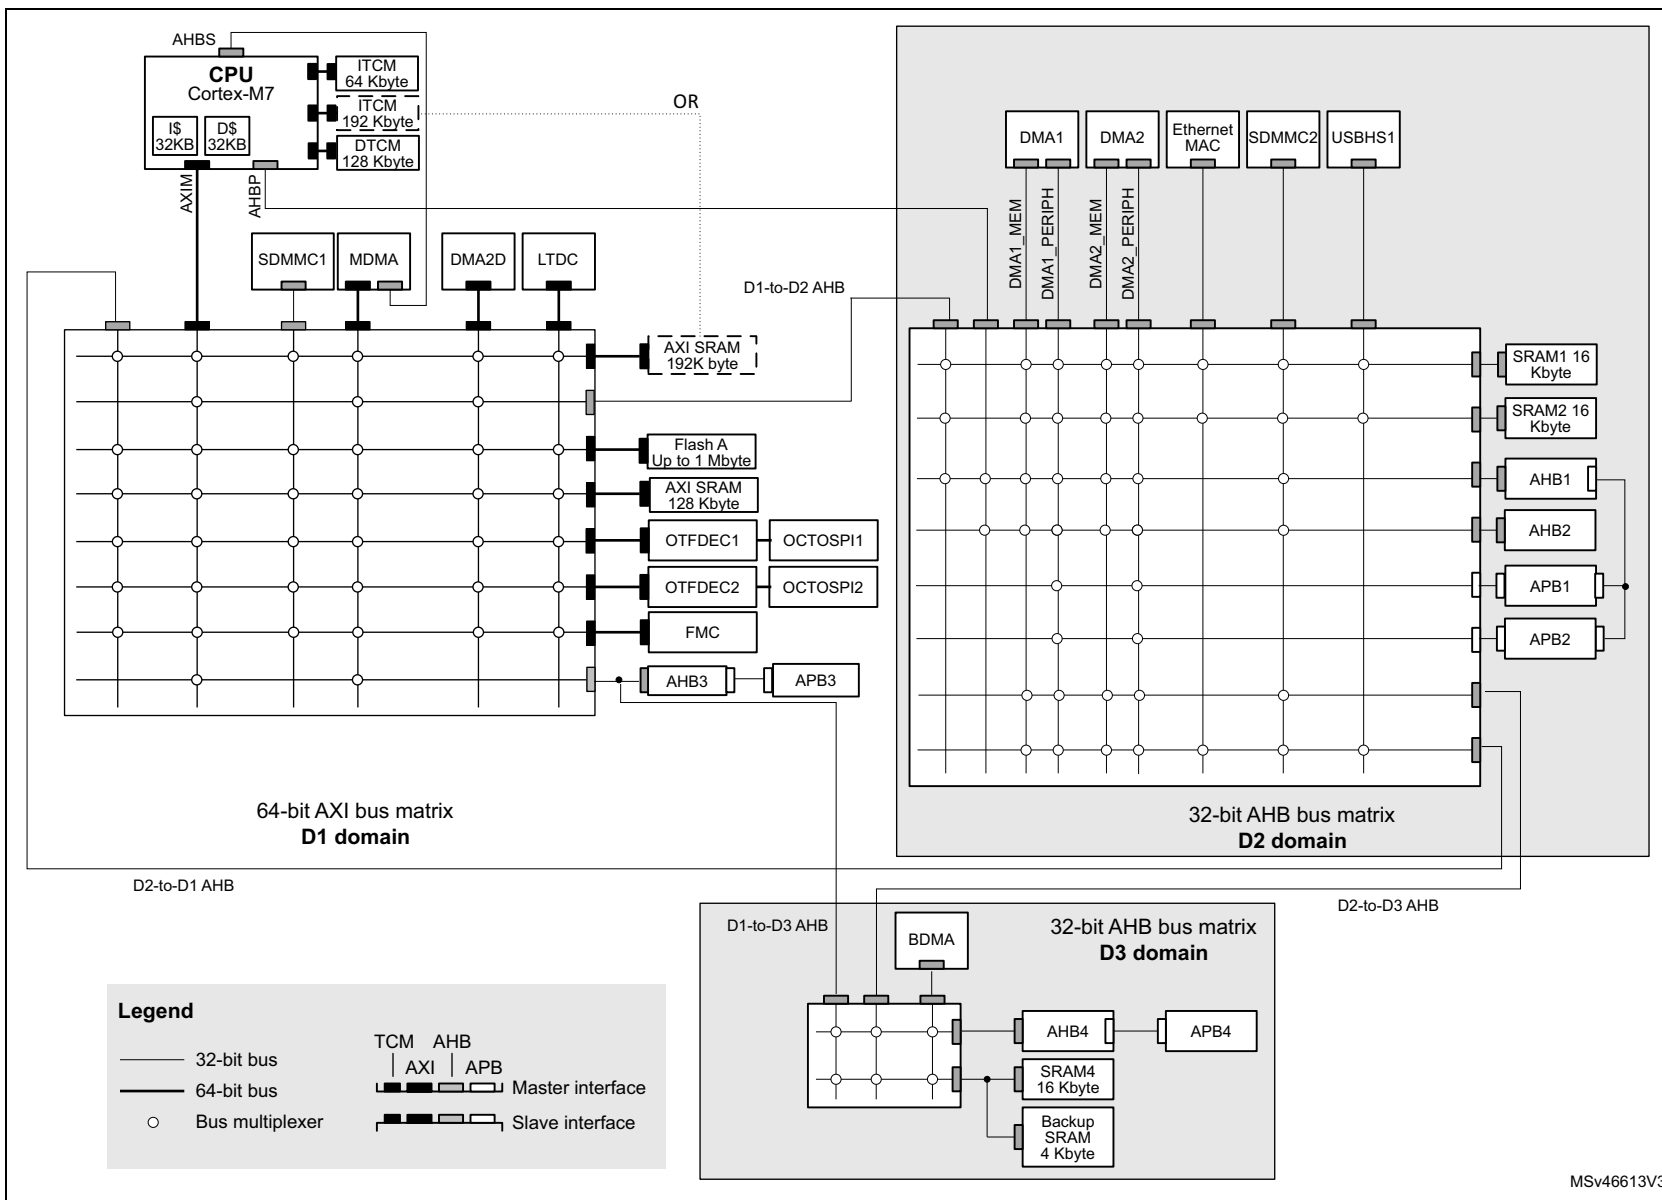 AHBS
CPU
Cortex-M7
I$
32KB
D$
32KB
ITCM
64 Kbyte
ITCM
192 Kbyte
DTCM
128 Kbyte
OR
AXIM
AHBP
SDMMC1
MDMA
DMA2D
LTDC
D1-to-D2 AHB
AXI SRAM
192K byte
Flash A
Up to 1 Mbyte
AXI SRAM
128 Kbyte
OTFDEC1
OCTOSPI1
OTFDEC2
OCTOSPI2
FMC
AHB3
APB3
64-bit AXI bus matrix
D1 domain
DMA1
DMA2
Ethernet
MAC
SDMMC2
USBHS1
DMA1_MEM
DMA1_PERIPH
DMA2_MEM
DMA2_PERIPH
SRAM1 16
Kbyte
SRAM2 16
Kbyte
AHB1
AHB2
APB1
APB2
32-bit AHB bus matrix
D2 domain
D2-to-D1 AHB
D2-to-D3 AHB
D1-to-D3 AHB
BDMA
32-bit AHB bus matrix
D3 domain
AHB4
APB4
SRAM4
16 Kbyte
Backup
SRAM
4 Kbyte
Legend
32-bit bus
64-bit bus
Bus multiplexer
TCM
AHB
AXI
APB
Master interface
Slave interface
MSv46613V3